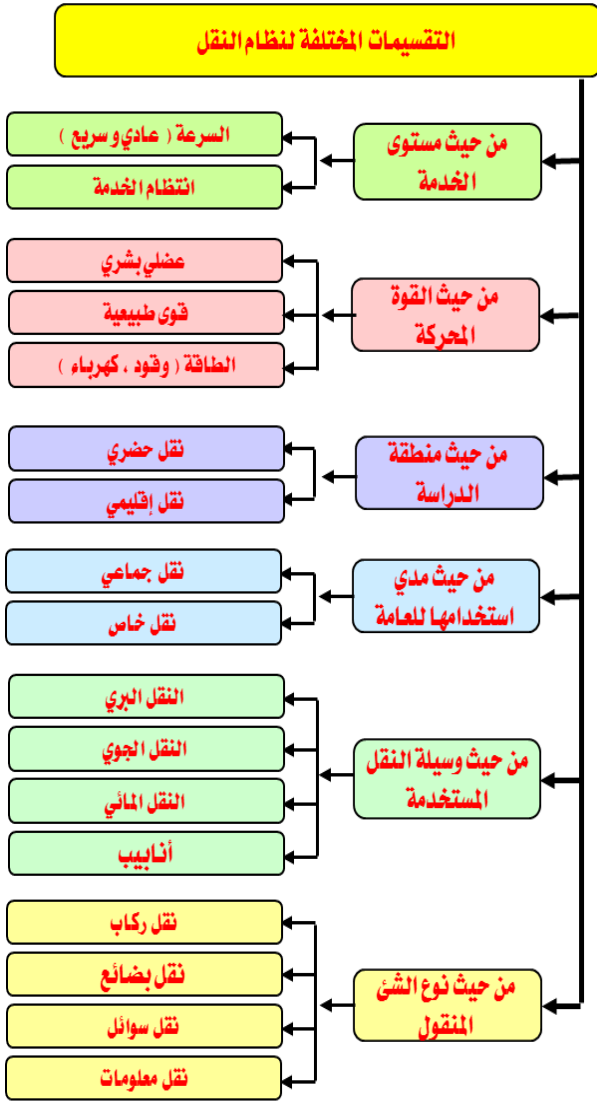 التقسيمات المختلفة لنظام النقل
من حيث مستوى
الخدمة
السرعة ( عادي و سريع )
انتظام الخدمة
من حيث القوة
المحركة
عضلي بشري
قوى طبيعية
الطاقة ( وقود ، كهرباء )
من حيث منطقة
الدراسة
نقل حضري
نقل إقليمي
من حيث مدي
استخدامها للعامة
نقل جماعي
نقل خاص
من حيث وسيلة النقل
المستخدمة
النقل البري
النقل الجوي
النقل المائي
أنابيب
من حيث نوع الشئ
المنقول
نقل ركاب
نقل بضائع
نقل سوائل
نقل معلومات